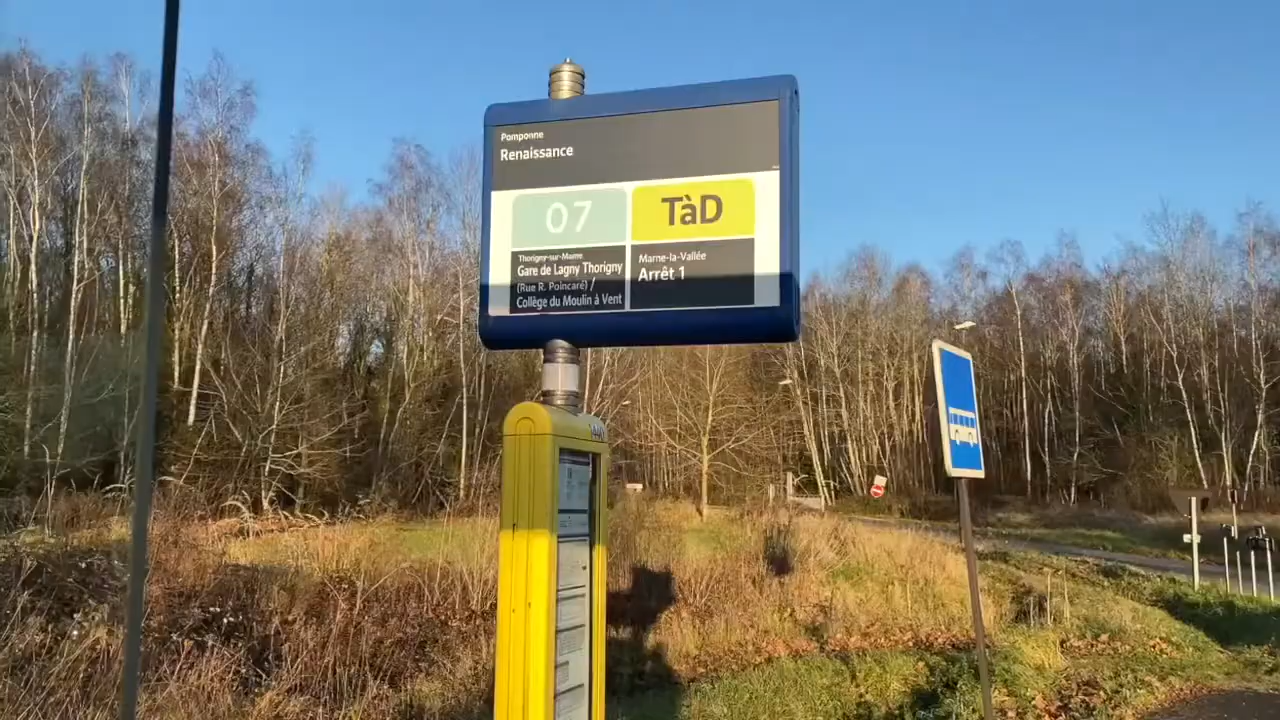 Pomponne
Renaissance
07
Thorigny-sur-Marne
Gare de Lagny Thorigny
(Rue R. Poincaré) /
Collège du Moulin à Vent
TàD
Marne-la-Vallée
Arrêt 1